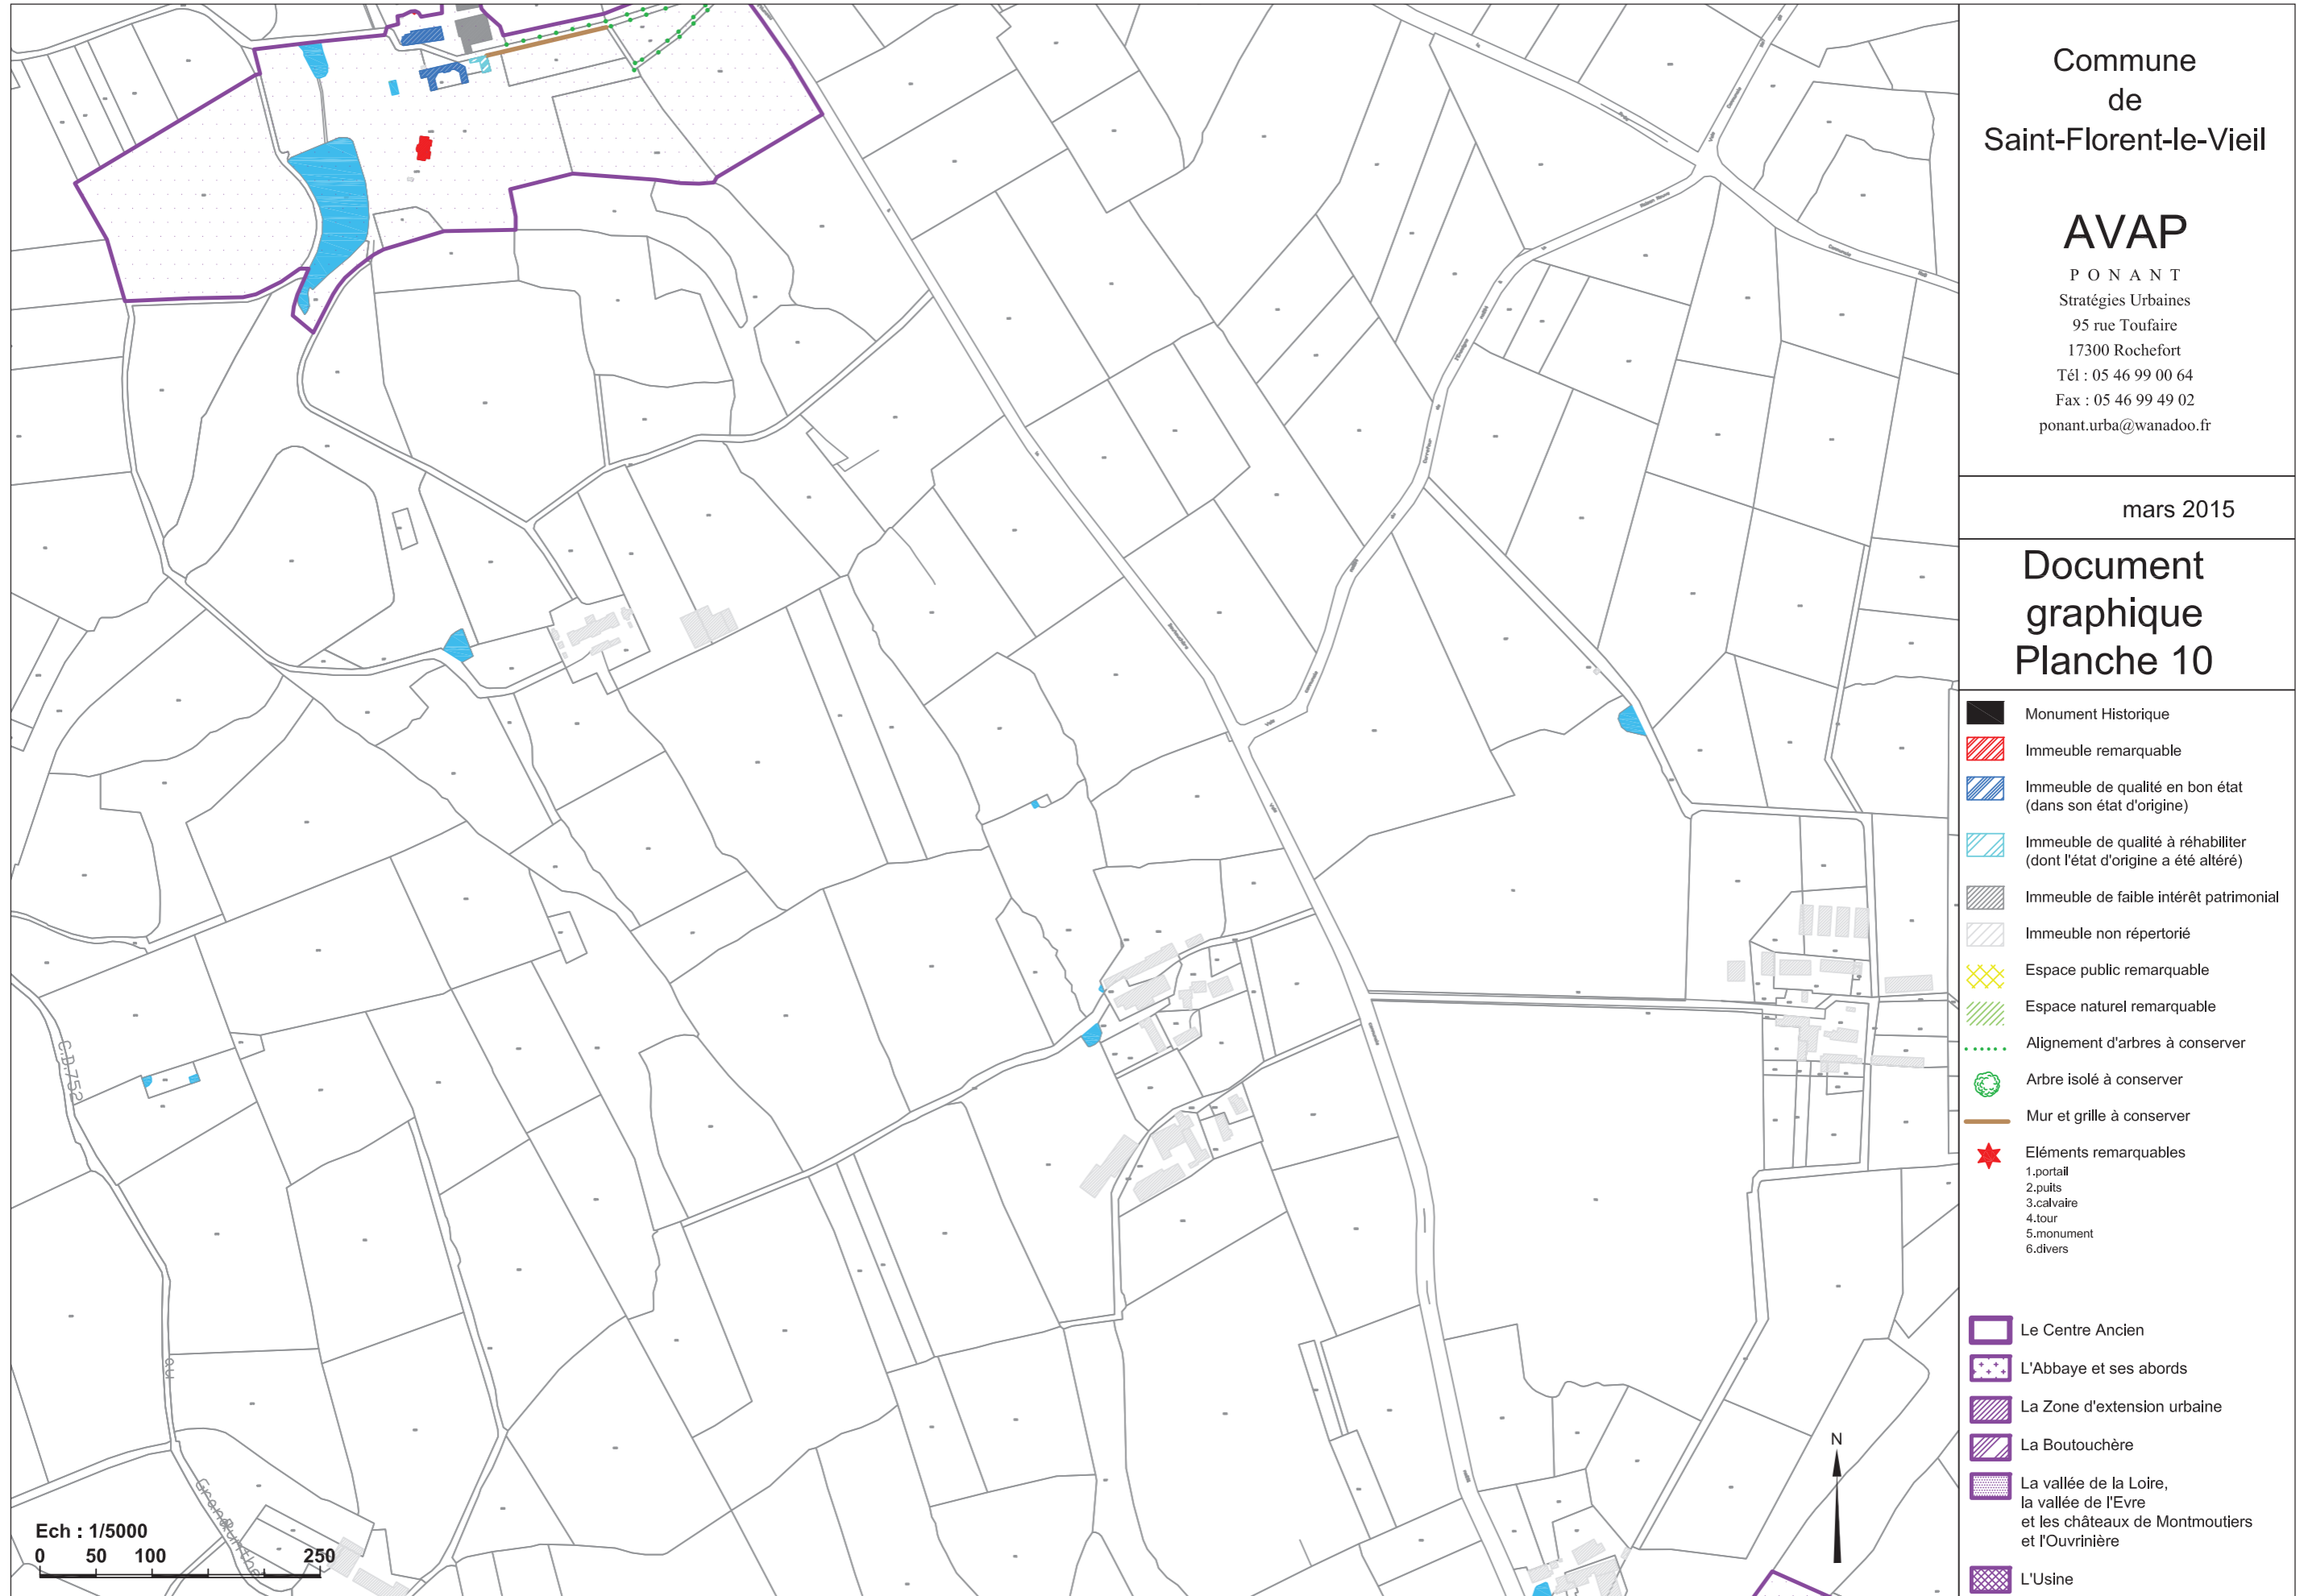 Commune
de
Saint-Florent-le-Vieil
AVAP
P O N A N T
Stratégies Urbaines
95 rue Toufaire
17300 Rochefort
Tél : 05 46 99 00 64
Fax : 05 46 99 49 02
ponant.urba@wanadoo.fr
mars 2015
Document
graphique
Planche 10
Monument Historique
Immeuble remarquable
Immeuble de qualité en bon état
(dans son état d'origine)
Immeuble de qualité à réhabiliter
(dont l'état d'origine a été altéré)
Immeuble de faible intérêt patrimonial
Immeuble non répertorié
Espace public remarquable
Espace naturel remarquable
Alignement d'arbres à conserver
Arbre isolé à conserver
Mur et grille à conserver
Eléments remarquables
1.portail
2.puits
3.calvaire
4.tour
5.monument
6.divers
Le Centre Ancien
L'Abbaye et ses abords
La Zone d'extension urbaine
La Boutouchère
La vallée de la Loire,
la vallée de l'Evre
et les châteaux de Montmoutiers
et l'Ouvrinière
L'Usine
N
C.D.752
Ech : 1/5000
0 50 100 250